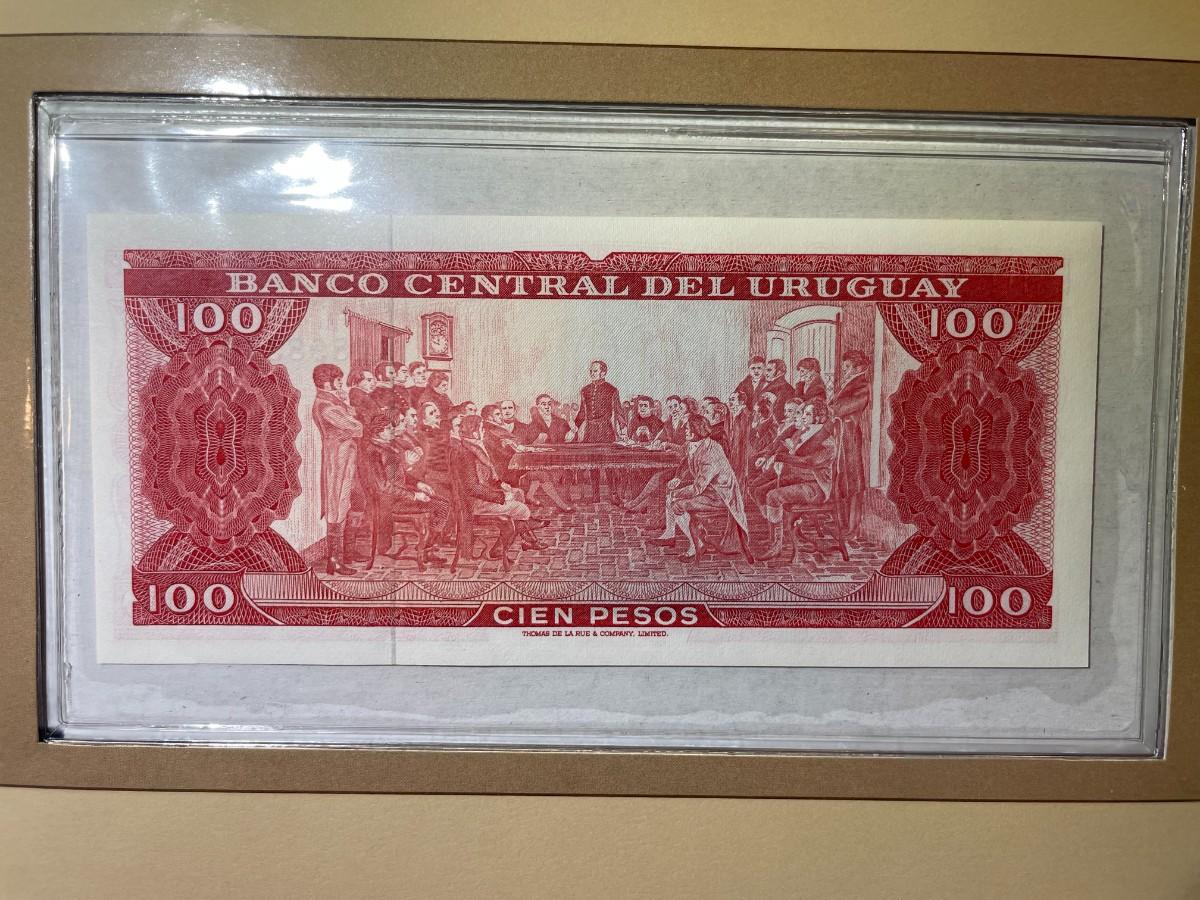 BANCO CENTRAL DEL URUGUAY
100 100
100 CIEN PESOS 100
THOMAS DE LA RUE & COMPANY, LIMITED.